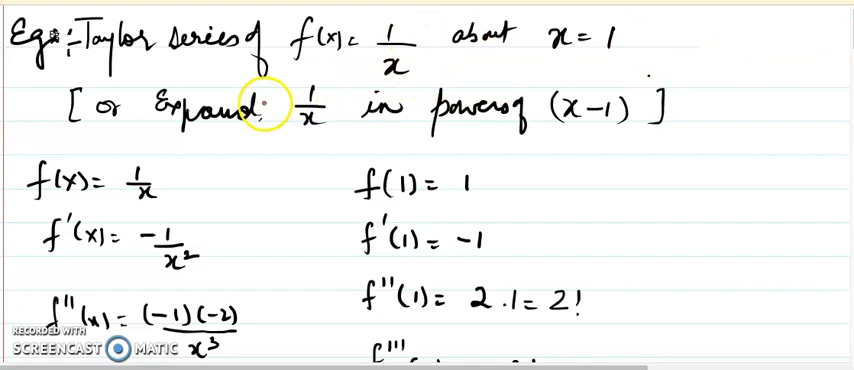 Eg :- Taylor series of f(x) = 1/x about x = 1
[ or Expand, 1/x in powers of (x-1) ]
f(x) = 1/x f(1) = 1
f'(x) = -1/x² f'(1) = -1
f''(x) = (-1)(-2)/x³ f''(1) = 2.1 = 2!
f'''
RECORDED WITH
SCREENCAST MATIC